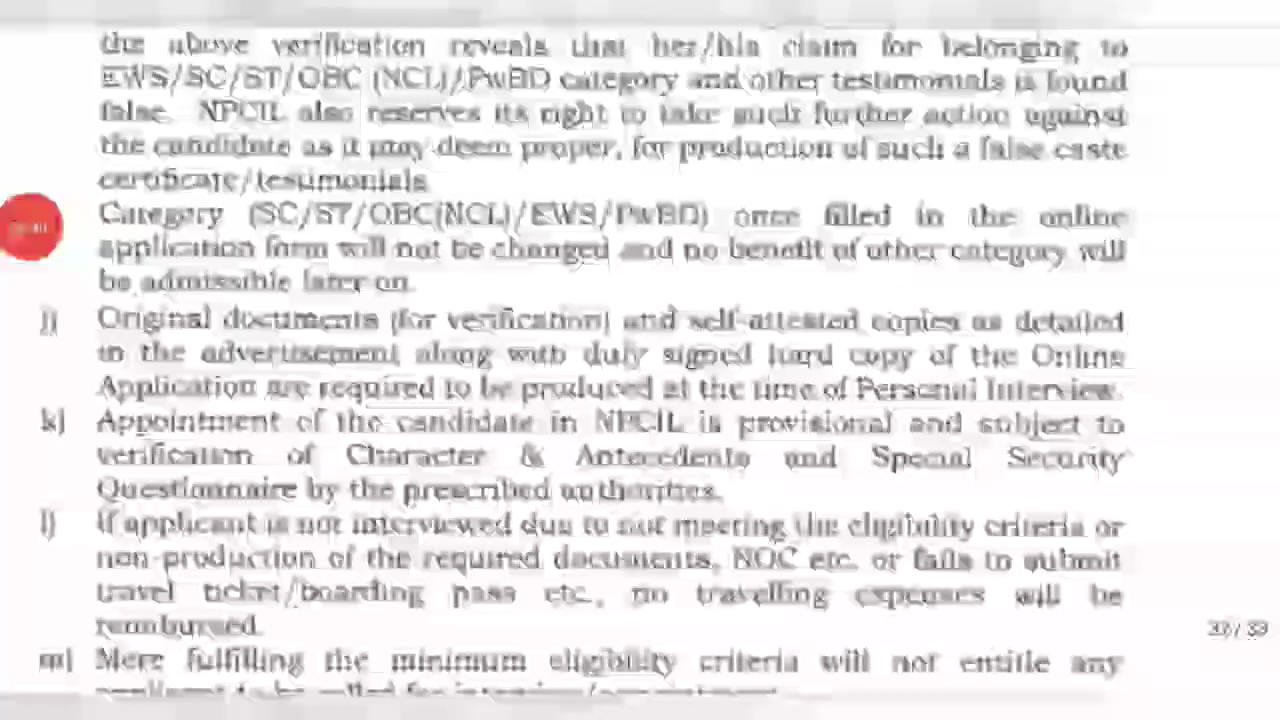 the above verification reveals that her/his claim for belonging to
EWS/SC/ST/OBC (NCL)/PwBD category and other testimonials is found
false. NPCIL also reserves its right to take such further action against
the candidate as it may deem proper, for production of such a false caste
certificate/testimonials.
Category (SC/ST/OBC(NCL)/EWS/PwBD) once filled in the online
application form will not be changed and no benefit of other category will
be admissible later on.
j) Original documents (for verification) and self-attested copies as detailed
in the advertisement along with duly signed hard copy of the Online
Application are required to be produced at the time of Personal Interview.
k) Appointment of the candidate in NPCIL is provisional and subject to
verification of Character & Antecedents and Special Security
Questionnaire by the prescribed authorities.
l) If applicant is not interviewed due to not meeting the eligibility criteria or
non-production of the required documents, NOC etc. or fails to submit
travel ticket/boarding pass etc., no travelling expenses will be
reimbursed.
m) Mere fulfilling the minimum eligibility criteria will not entitle any
to be called for